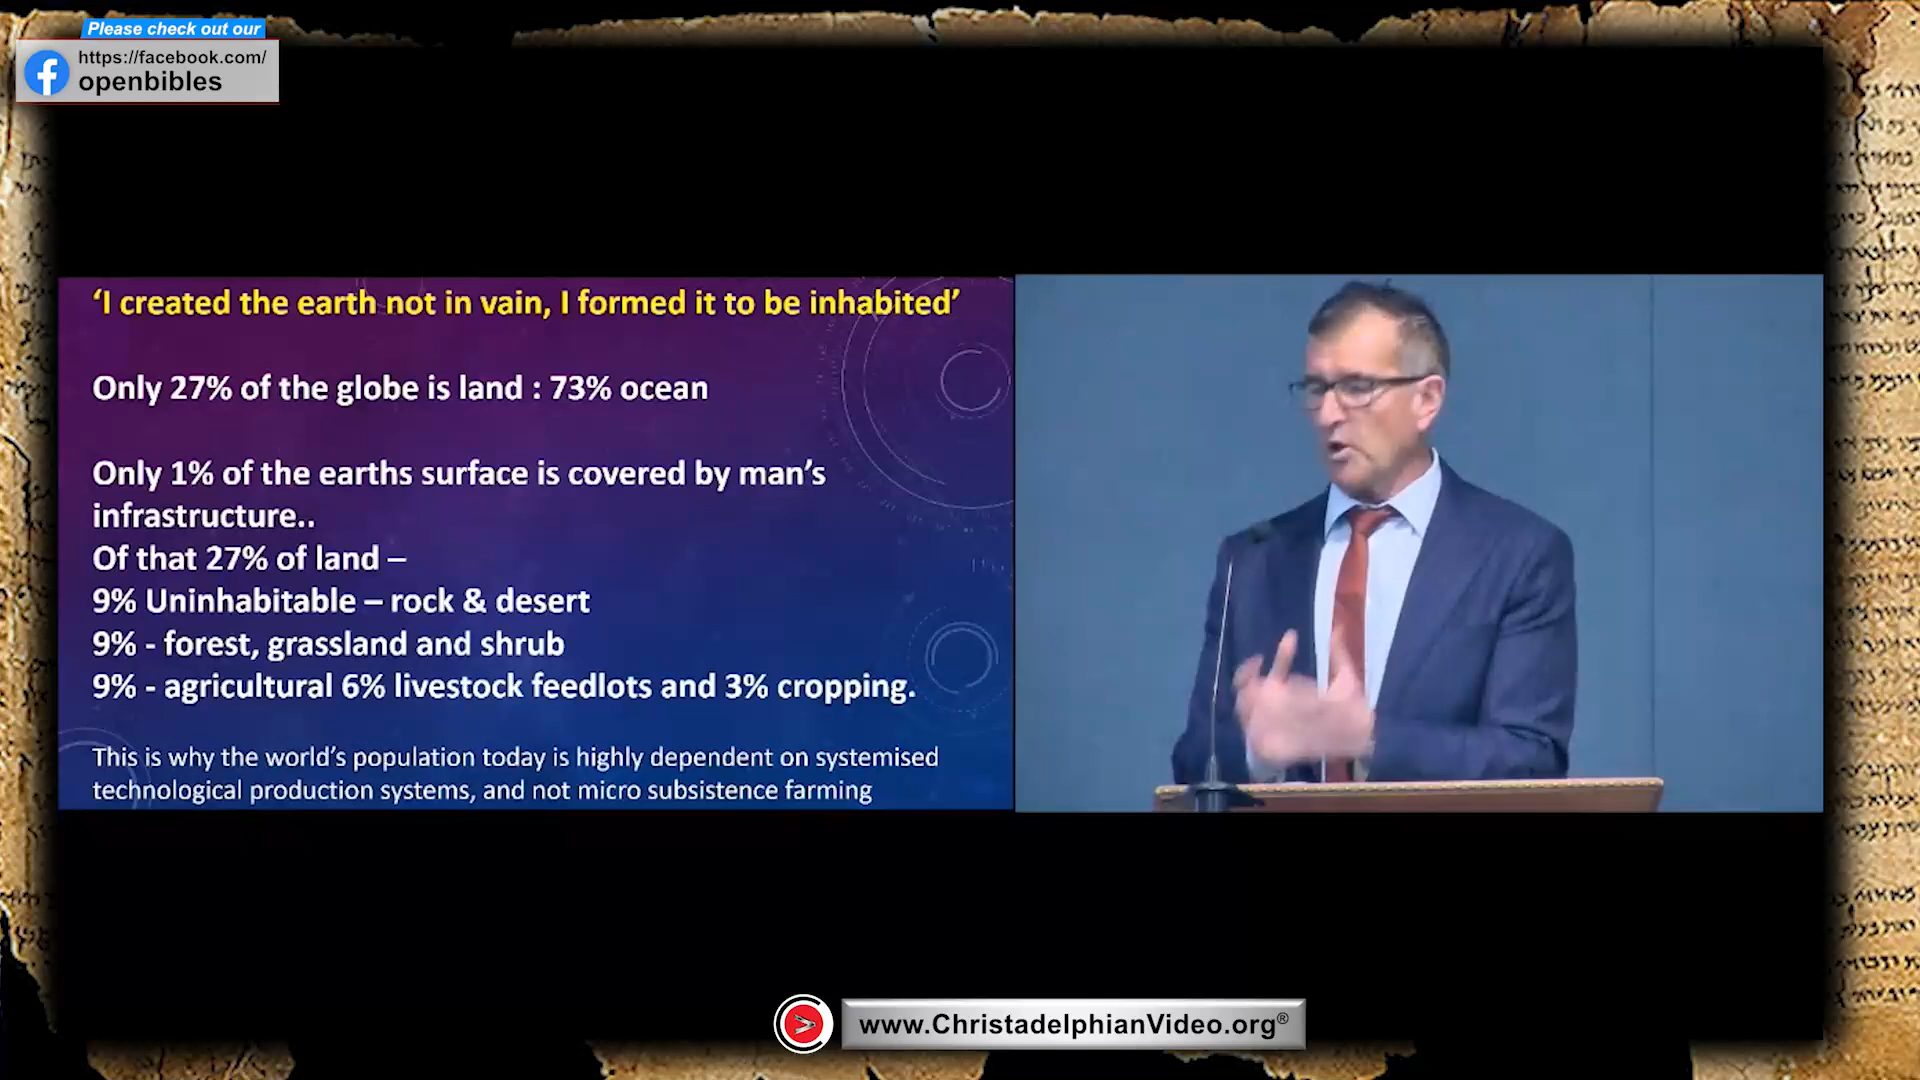 Please check out our
https://facebook.com/
openbibles
‘I created the earth not in vain, I formed it to be inhabited’
Only 27% of the globe is land : 73% ocean
Only 1% of the earths surface is covered by man’s
infrastructure..
Of that 27% of land –
9% Uninhabitable – rock & desert
9% - forest, grassland and shrub
9% - agricultural 6% livestock feedlots and 3% cropping.
This is why the world’s population today is highly dependent on systemised
technological production systems, and not micro subsistence farming
www.ChristadelphianVideo.org®